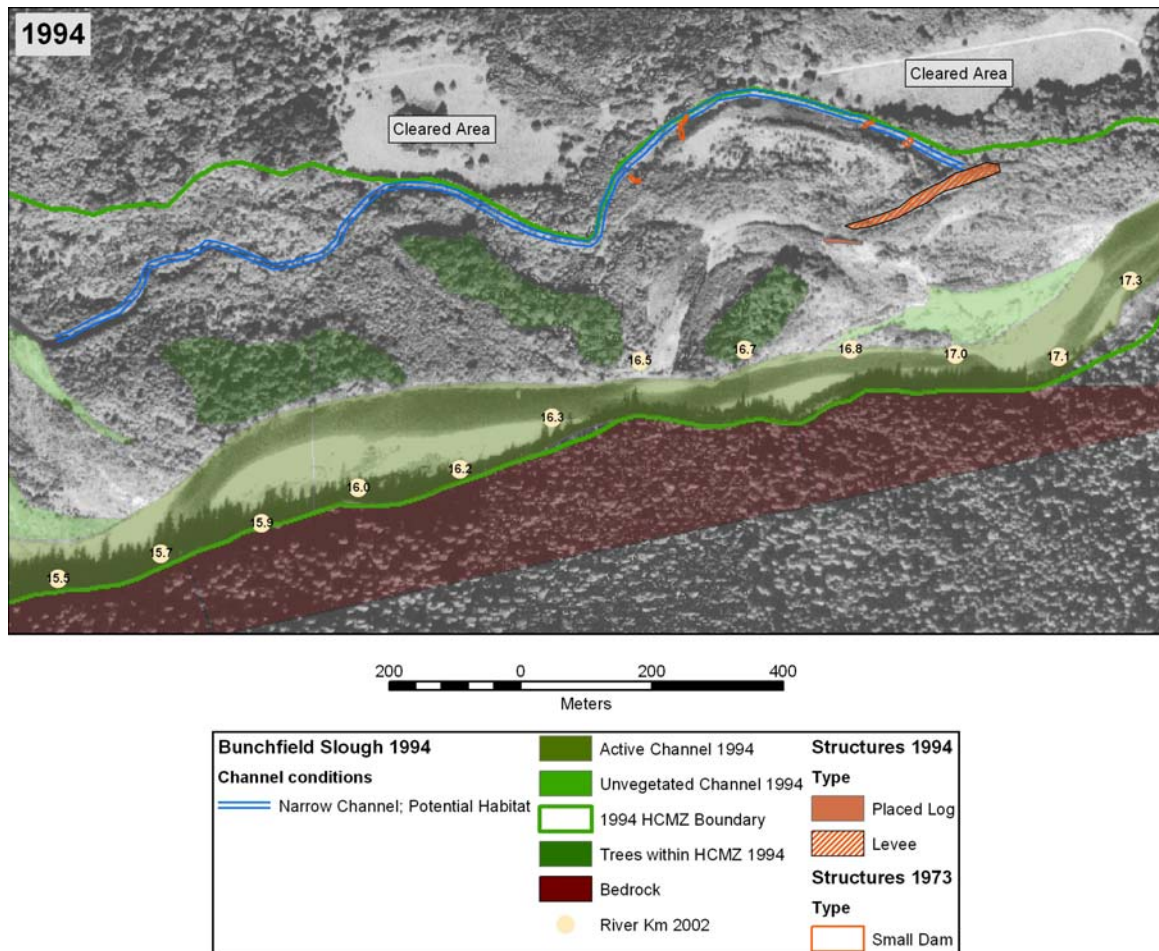 1994
Cleared Area
Cleared Area
17.3
16.5
16.7
16.8
17.0
17.1
16.3
16.2
16.0
15.9
15.7
15.5
200 0 200 400
Meters
Bunchfield Slough 1994
Channel conditions
Narrow Channel; Potential Habitat
Active Channel 1994
Unvegetated Channel 1994
1994 HCMZ Boundary
Trees within HCMZ 1994
Bedrock
River Km 2002
Structures 1994
Type
Placed Log
Levee
Structures 1973
Type
Small Dam